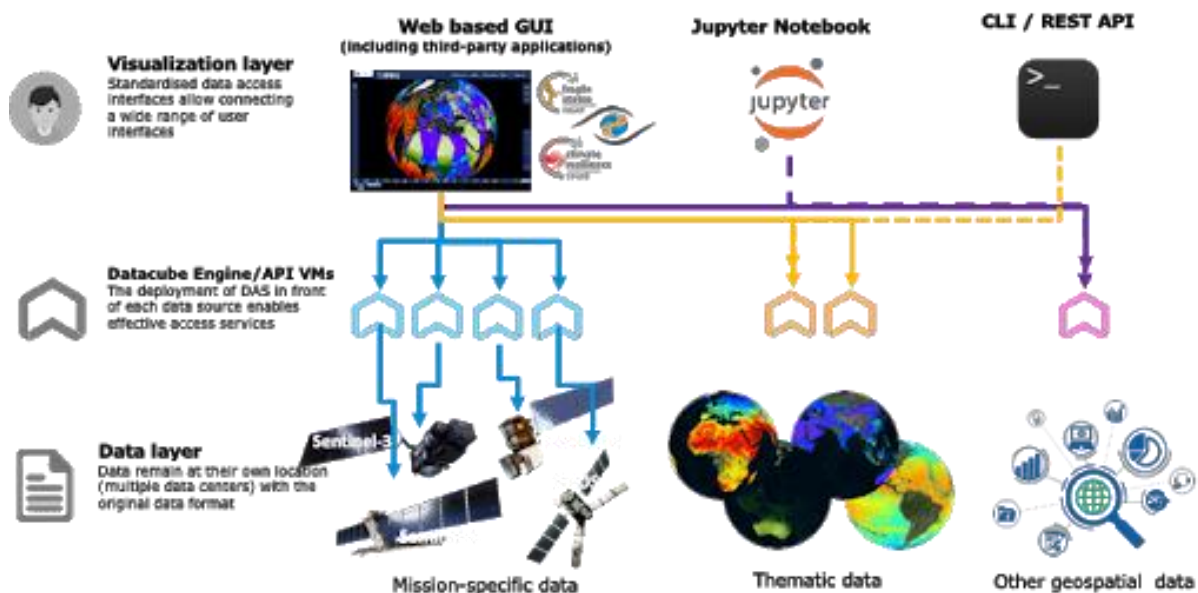 Web based GUI
(including third-party applications)
Jupyter Notebook
CLI / REST API
Visualization layer
Standardised data access
interfaces allow connecting
a wide range of user
interfaces
jupyter
>_
Datacube Engine/API VMs
The deployment of DAS in front
of each data source enables
effective access services
Sentinel-3
Data layer
Data remain at their own location
(multiple data centers) with the
original data format
Mission-specific data
Thematic data
Other geospatial data